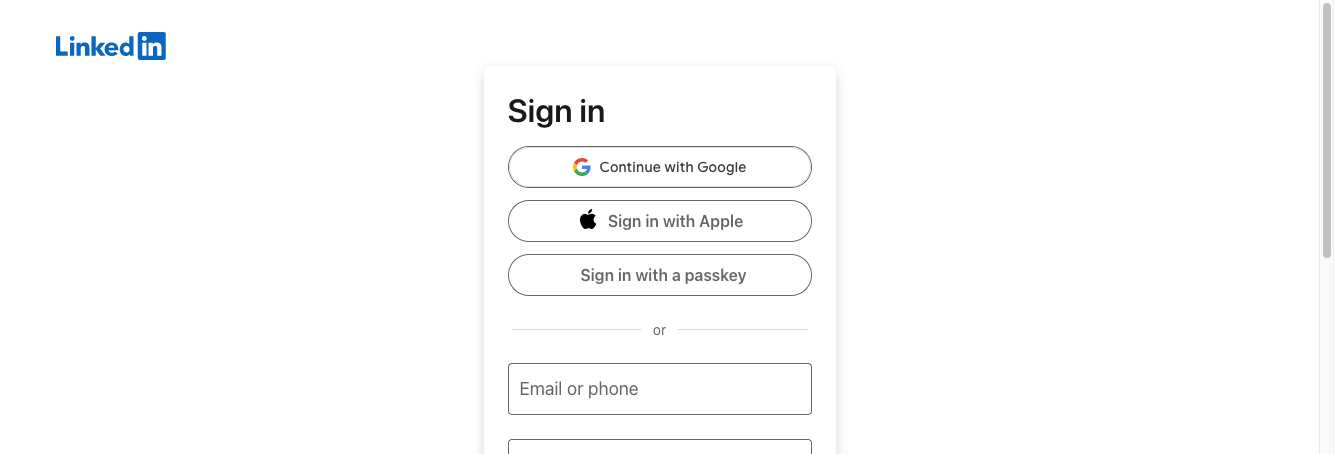 LinkedIn
Sign in
Continue with Google
Sign in with Apple
Sign in with a passkey
or
Email or phone